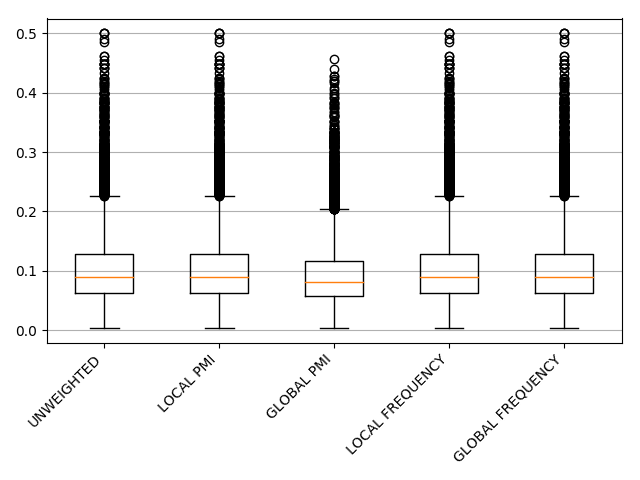 0.5
0.4
0.3
0.2
0.1
0.0
UNWEIGHTED
LOCAL PMI
GLOBAL PMI
LOCAL FREQUENCY
GLOBAL FREQUENCY